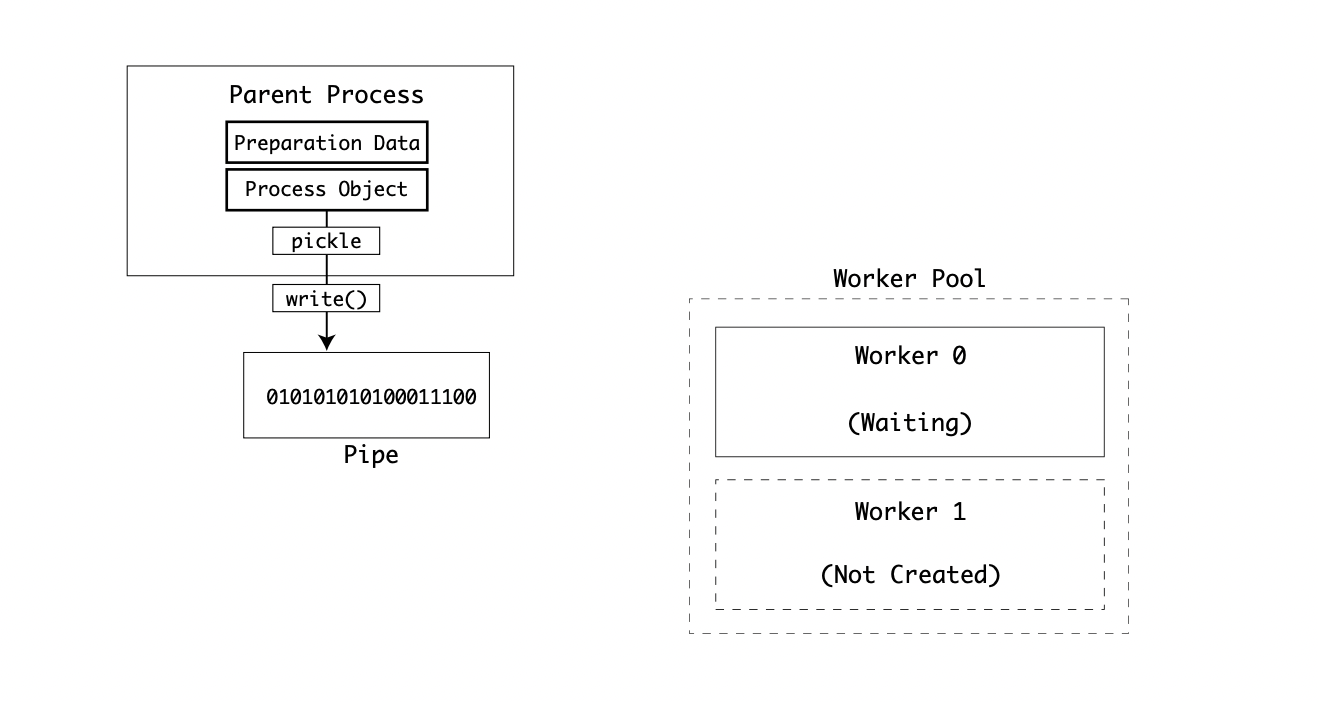 Parent Process
Preparation Data
Process Object
pickle
write()
010101010100011100
Pipe
Worker Pool
Worker 0
(Waiting)
Worker 1
(Not Created)